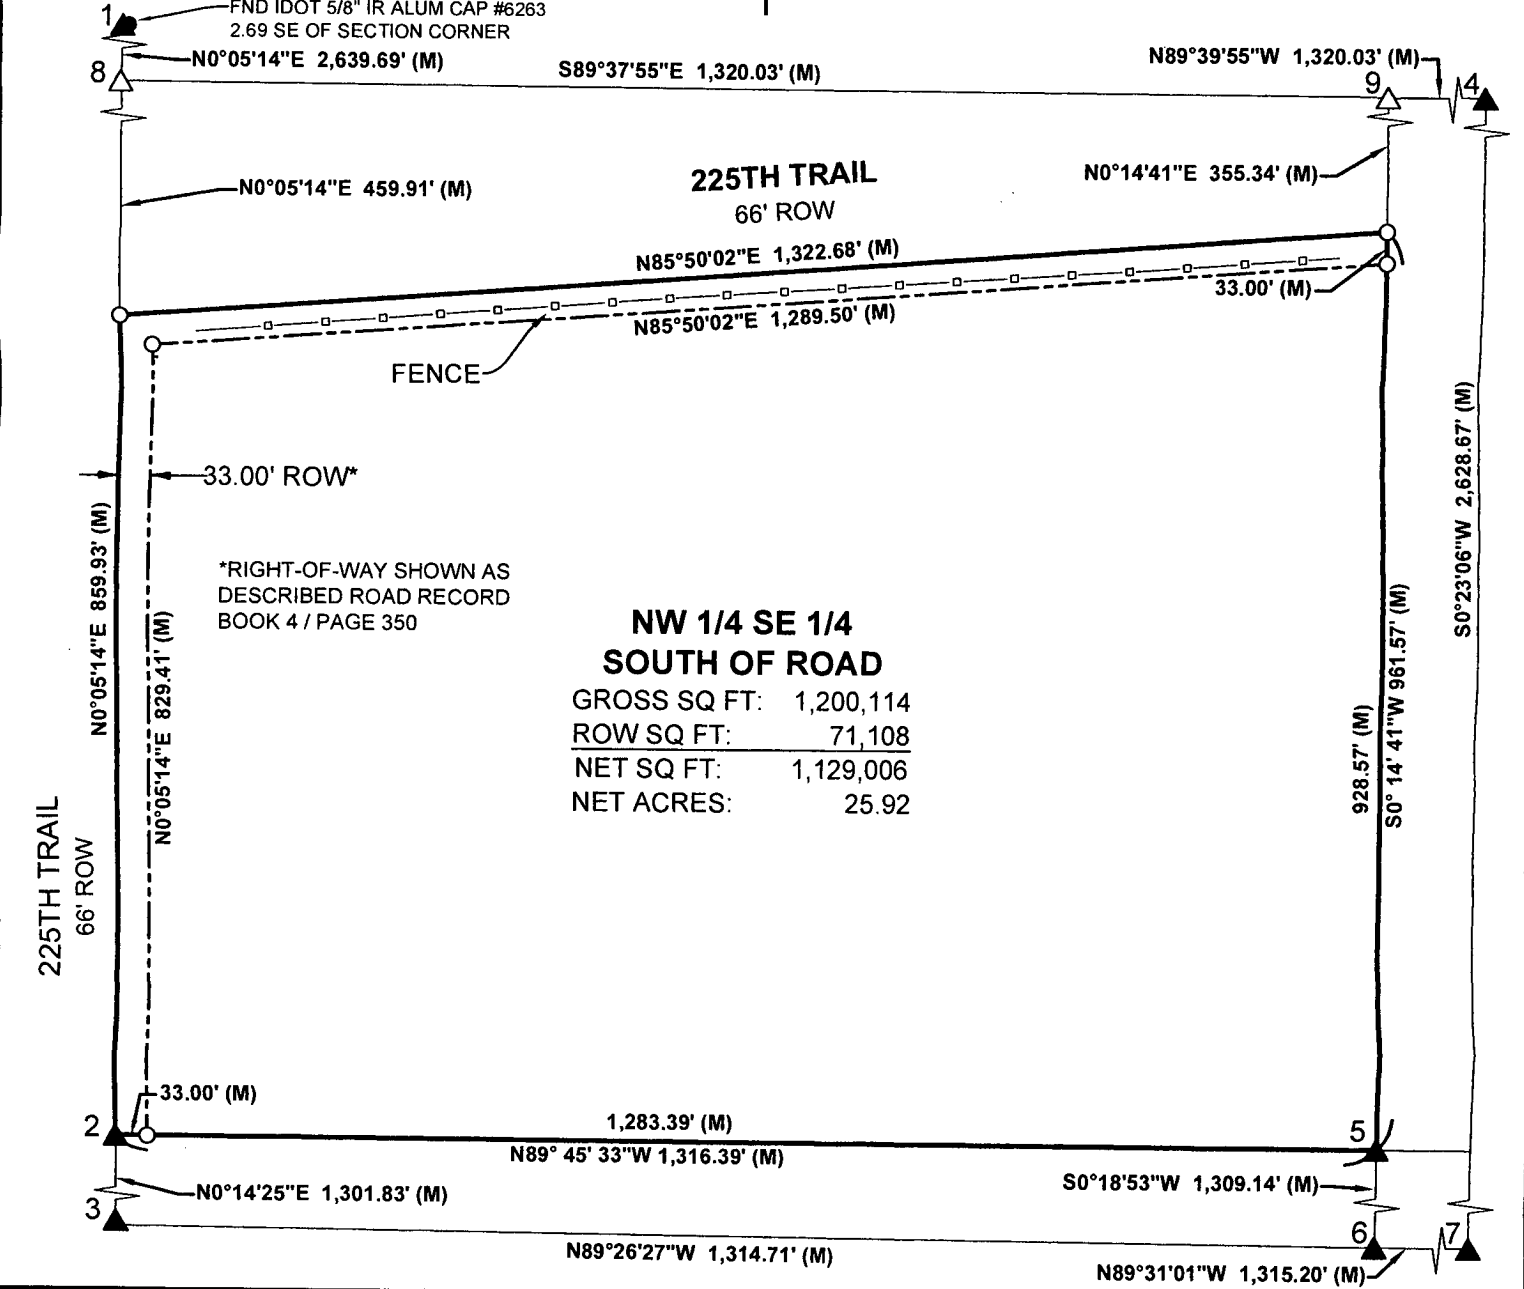 1
FND IDOT 5/8" IR ALUM CAP #6263
2.69 SE OF SECTION CORNER
N0°05'14"E 2,639.69' (M)
N89°39'55"W 1,320.03' (M)
8
S89°37'55"E 1,320.03' (M)
9
4
225TH TRAIL
66' ROW
N0°05'14"E 459.91' (M)
N0°14'41"E 355.34' (M)
N85°50'02"E 1,322.68' (M)
33.00' (M)
N85°50'02"E 1,289.50' (M)
FENCE
33.00' ROW*
N0°05'14"E 859.93' (M)
N0°05'14"E 829.41' (M)
*RIGHT-OF-WAY SHOWN AS
DESCRIBED ROAD RECORD
BOOK 4 / PAGE 350
NW 1/4 SE 1/4
SOUTH OF ROAD
GROSS SQ FT: 1,200,114
ROW SQ FT: 71,108
NET SQ FT: 1,129,006
NET ACRES: 25.92
S0°23'06"W 2,628.67' (M)
928.57' (M)
S0° 14' 41"W 961.57' (M)
225TH TRAIL
66' ROW
33.00' (M)
2
1,283.39' (M)
5
N89° 45' 33"W 1,316.39' (M)
N0°14'25"E 1,301.83' (M)
S0°18'53"W 1,309.14' (M)
3
6
7
N89°26'27"W 1,314.71' (M)
N89°31'01"W 1,315.20' (M)